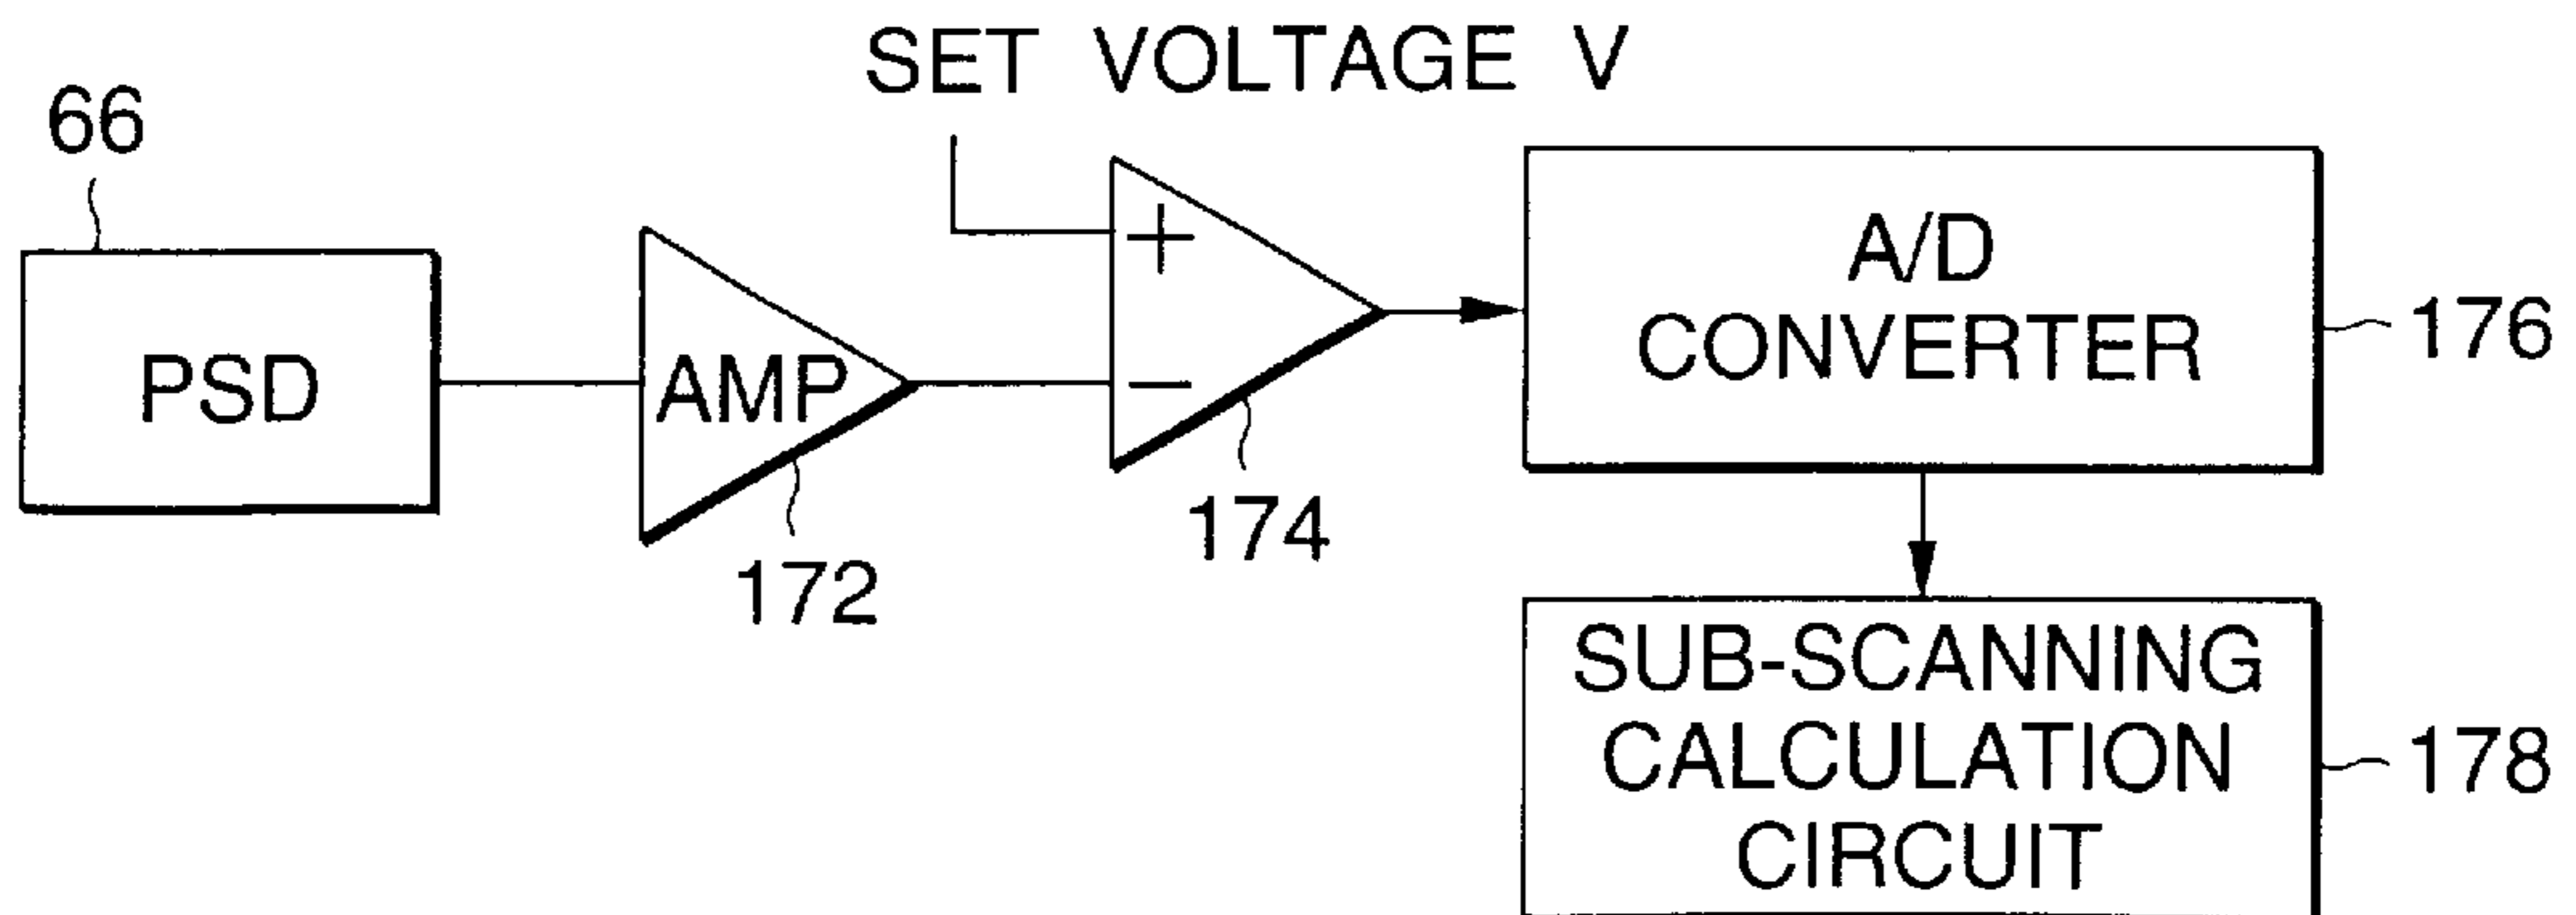 SET VOLTAGE V
66
PSD
AMP
172
+
−
174
A/D
CONVERTER
176
SUB-SCANNING
CALCULATION
CIRCUIT
178